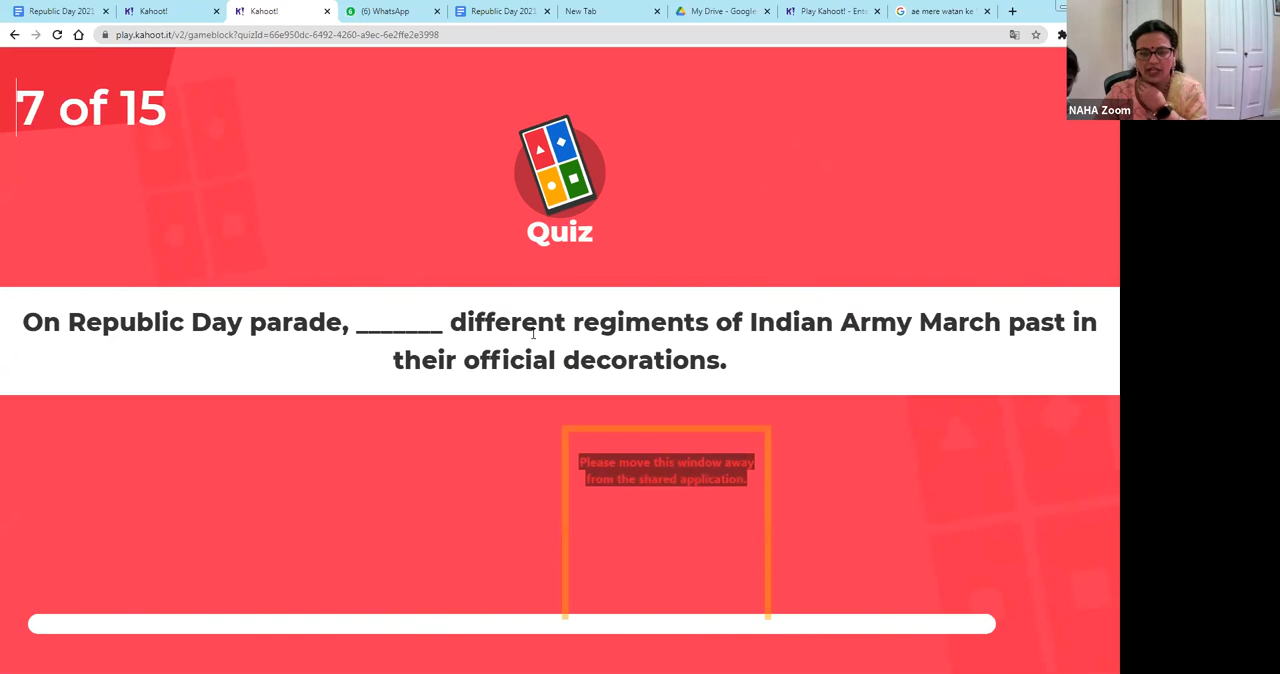 Republic Day 2021
Kahoot!
Kahoot!
(6) WhatsApp
Republic Day 2021
New Tab
My Drive - Google
Play Kahoot! - Ente
ae mere watan ke
play.kahoot.it/v2/gameblock?quizId=66e950dc-6492-4260-a9ec-6e2ffe2e3998
NAHA Zoom
7 of 15
Quiz
On Republic Day parade, _______ different regiments of Indian Army March past in
their official decorations.
Please move this window away
from the shared application.